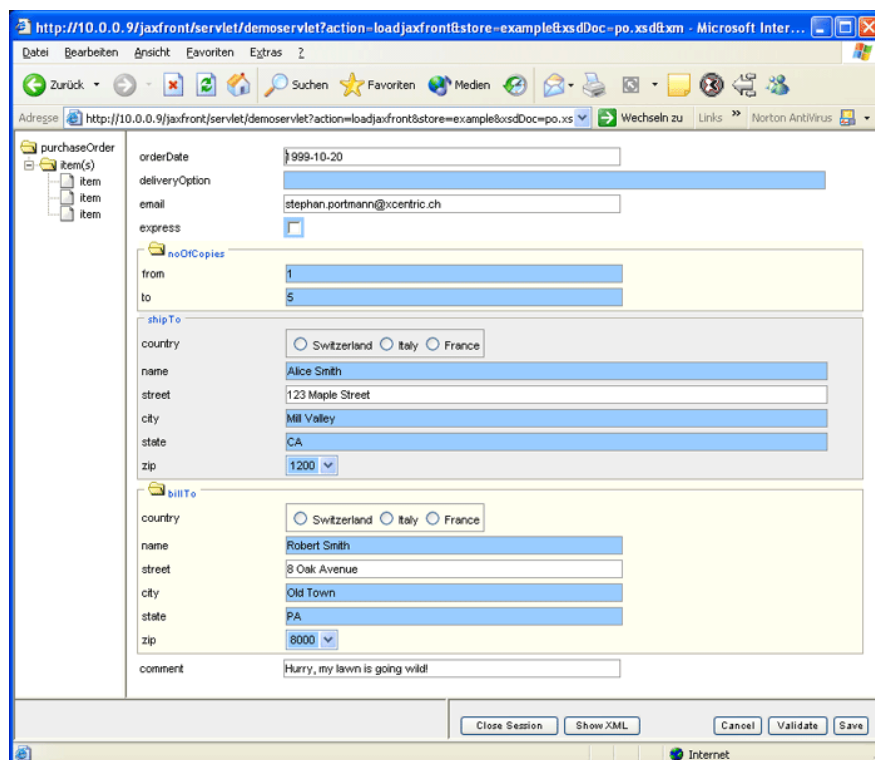 http://10.0.0.9/jaxfront/servlet/demoservlet?action=loadjaxfront&store=example&xsdDoc=po.xsd&xm - Microsoft Inter...
Datei Bearbeiten Ansicht Favoriten Extras ?
Zurück Suchen Favoriten Medien
Adresse http://10.0.0.9/jaxfront/servlet/demoservlet?action=loadjaxfront&store=example&xsdDoc=po.xs Wechseln zu Links » Norton AntiVirus
purchaseOrder
item(s)
item
item
item
orderDate 1999-10-20
deliveryOption
email stephan.portmann@xcentric.ch
express
noOfCopies
from 1
to 5
shipTo
country Switzerland Italy France
name Alice Smith
street 123 Maple Street
city Mill Valley
state CA
zip 1200
billTo
country Switzerland Italy France
name Robert Smith
street 8 Oak Avenue
city Old Town
state PA
zip 8000
comment Hurry, my lawn is going wild!
Close Session Show XML Cancel Validate Save
Internet